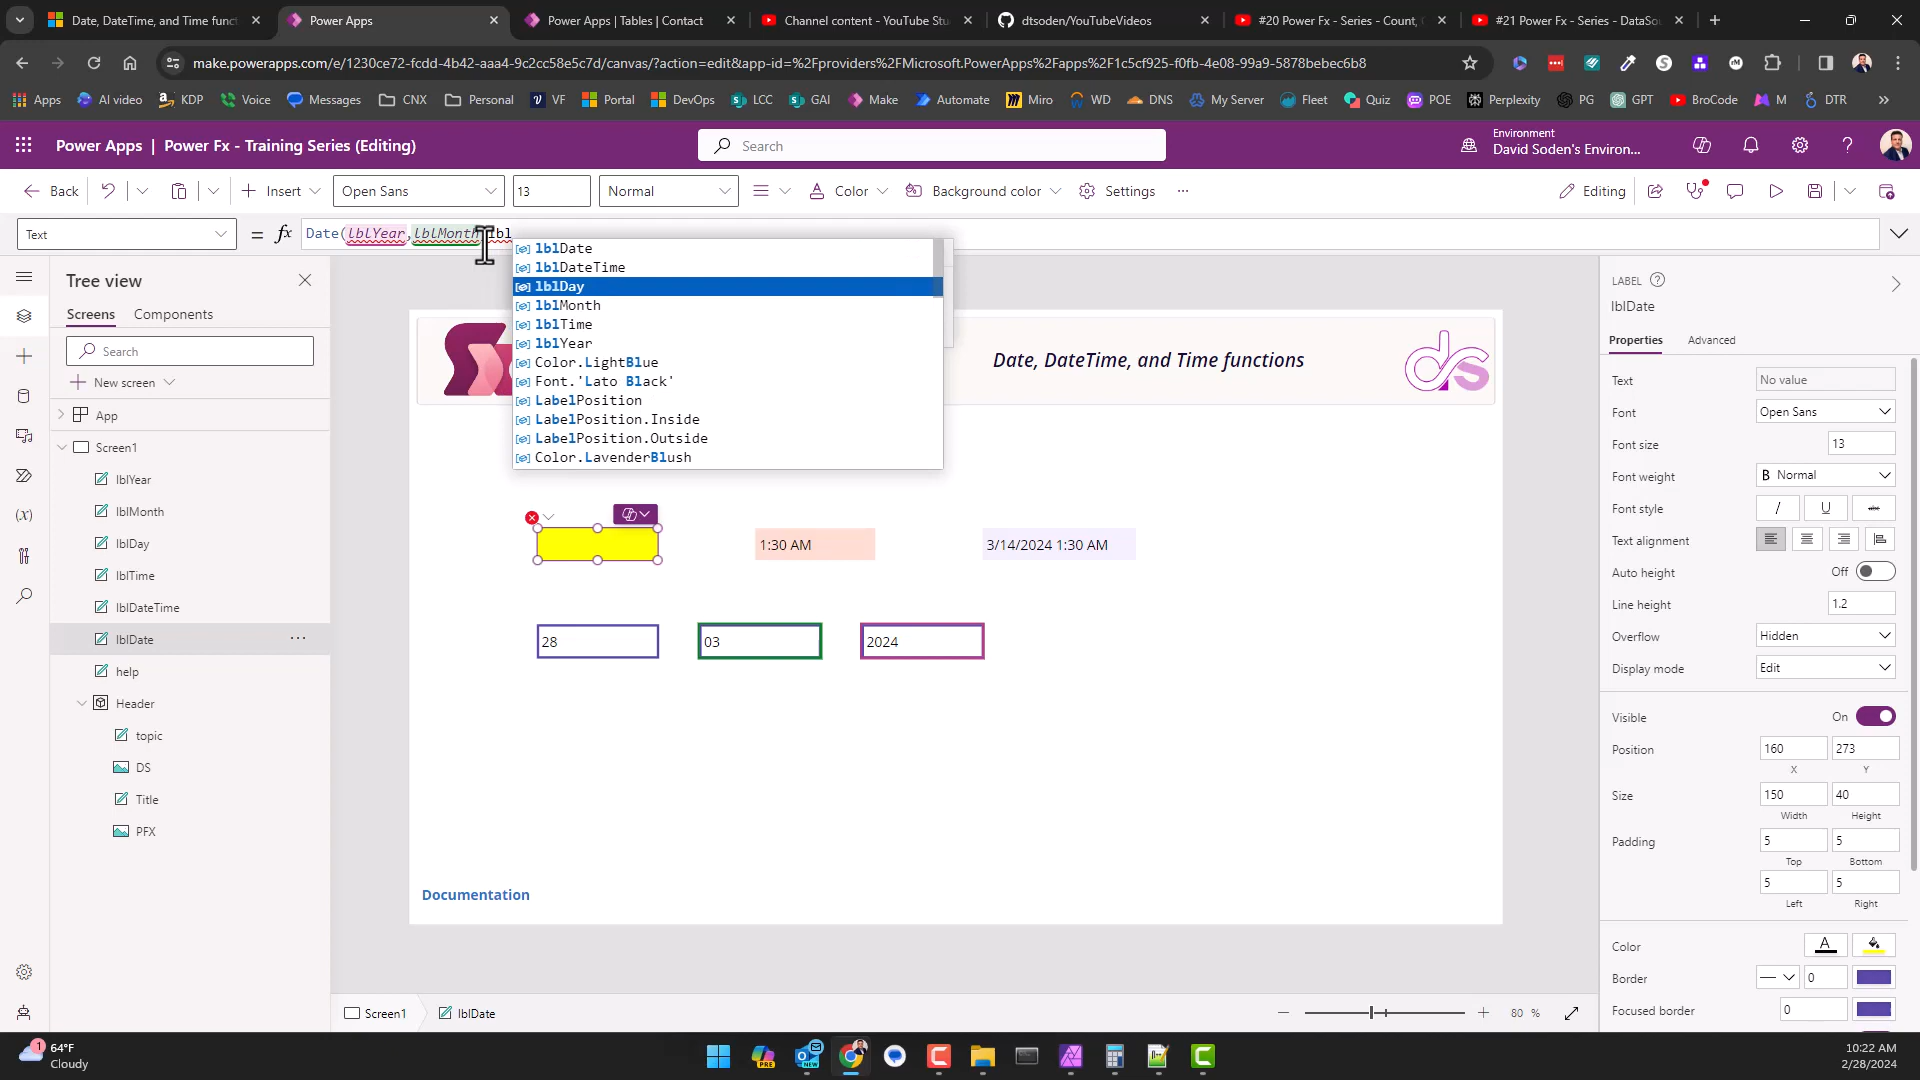 Date, DateTime, and Time funct
Power Apps
Power Apps | Tables | Contact
Channel content - YouTube Stu
dtsoden/YouTubeVideos
#20 Power Fx - Series - Count, C
#21 Power Fx - Series - DataSou
make.powerapps.com/e/1230ce72-fcdd-4b42-aaa4-9c2cc58e5c7d/canvas/?action=edit&app-id=%2Fproviders%2FMicrosoft.PowerApps%2Fapps%2F1c5cf925-f0fb-4e08-99a9-5878bebec6b8
Apps
AI video
KDP
Voice
Messages
CNX
Personal
VF
Portal
DevOps
LCC
GAI
Make
Automate
Miro
WD
DNS
My Server
Fleet
Quiz
POE
Perplexity
PG
GPT
BroCode
M
DTR
Power Apps | Power Fx - Training Series (Editing)
Search
Environment
David Soden's Environ...
Back
Insert
Open Sans
13
Normal
Color
Background color
Settings
Editing
Text
= fx
Date(lblYear,lblMonth,lbl
lblDate
lblDateTime
lblDay
lblMonth
lblTime
lblYear
Color.LightBlue
Font.'Lato Black'
LabelPosition
LabelPosition.Inside
LabelPosition.Outside
Color.LavenderBlush
Tree view
Screens
Components
Search
New screen
App
Screen1
lblYear
lblMonth
lblDay
lblTime
lblDateTime
lblDate
help
Header
topic
DS
Title
PFX
Date, DateTime, and Time functions
ds
1:30 AM
3/14/2024 1:30 AM
28
03
2024
Documentation
Screen1
lblDate
80 %
LABEL
lblDate
Properties
Advanced
Text
No value
Font
Open Sans
Font size
13
Font weight
B Normal
Font style
Text alignment
Auto height
Off
Line height
1.2
Overflow
Hidden
Display mode
Edit
Visible
On
Position
160
273
X
Y
Size
150
40
Width
Height
Padding
5
5
Top
Bottom
5
5
Left
Right
Color
Border
0
Focused border
0
1
64°F
Cloudy
PRE
NEW
10:22 AM
2/28/2024